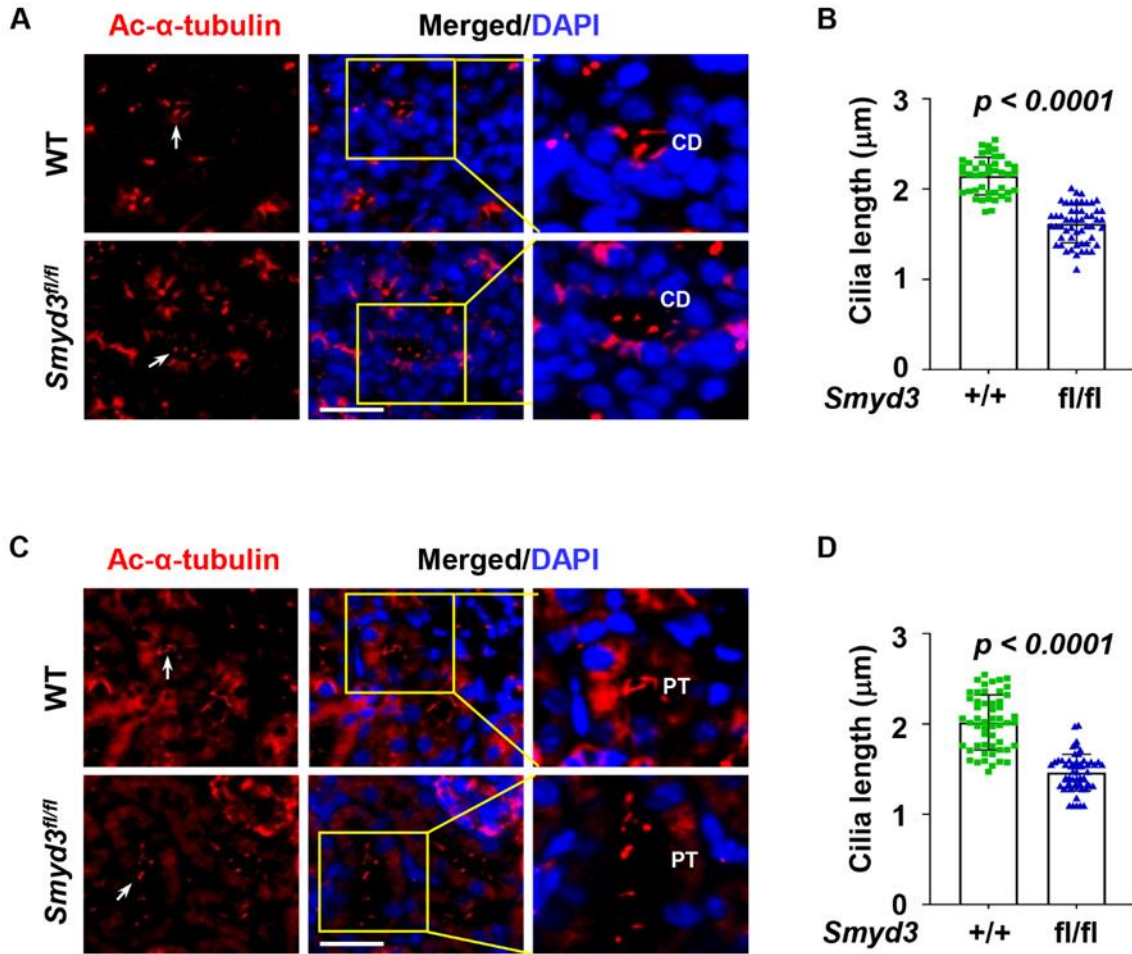 A
Ac-α-tubulin
Merged/DAPI
WT
CD
Smyd3fl/fl
CD
B
Cilia length (μm)
3
2
1
0
p < 0.0001
Smyd3
+/+
fl/fl
C
Ac-α-tubulin
Merged/DAPI
WT
PT
Smyd3fl/fl
PT
D
Cilia length (μm)
3
2
1
0
p < 0.0001
Smyd3
+/+
fl/fl